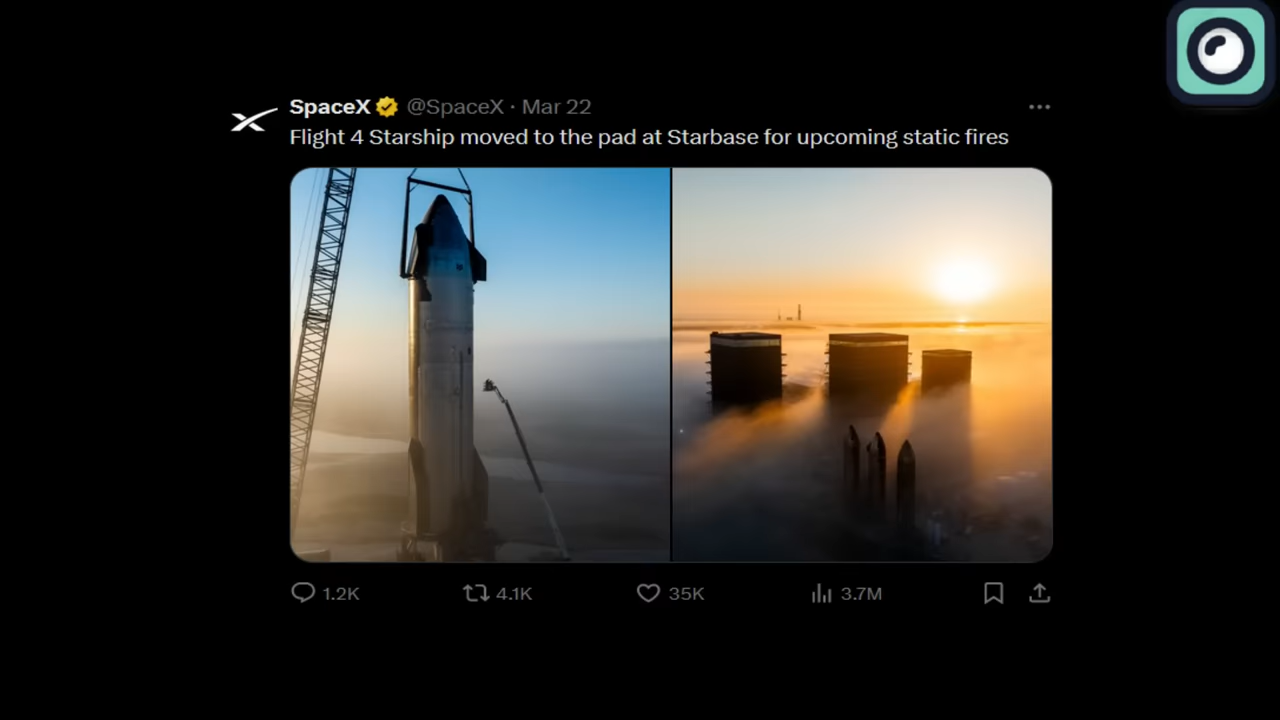 SpaceX @SpaceX · Mar 22
Flight 4 Starship moved to the pad at Starbase for upcoming static fires
1.2K 4.1K 35K 3.7M